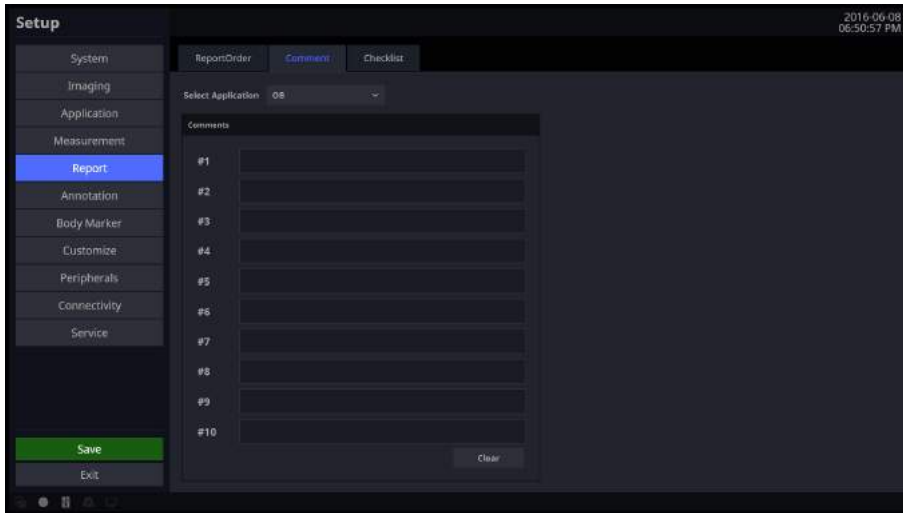 Setup
2016-06-08
06:50:57 PM
System
Imaging
Application
Measurement
Report
Annotation
Body Marker
Customize
Peripherals
Connectivity
Service
Save
Exit
ReportOrder Comment Checklist
Select Application OB
Comments
#1
#2
#3
#4
#5
#6
#7
#8
#9
#10
Clear